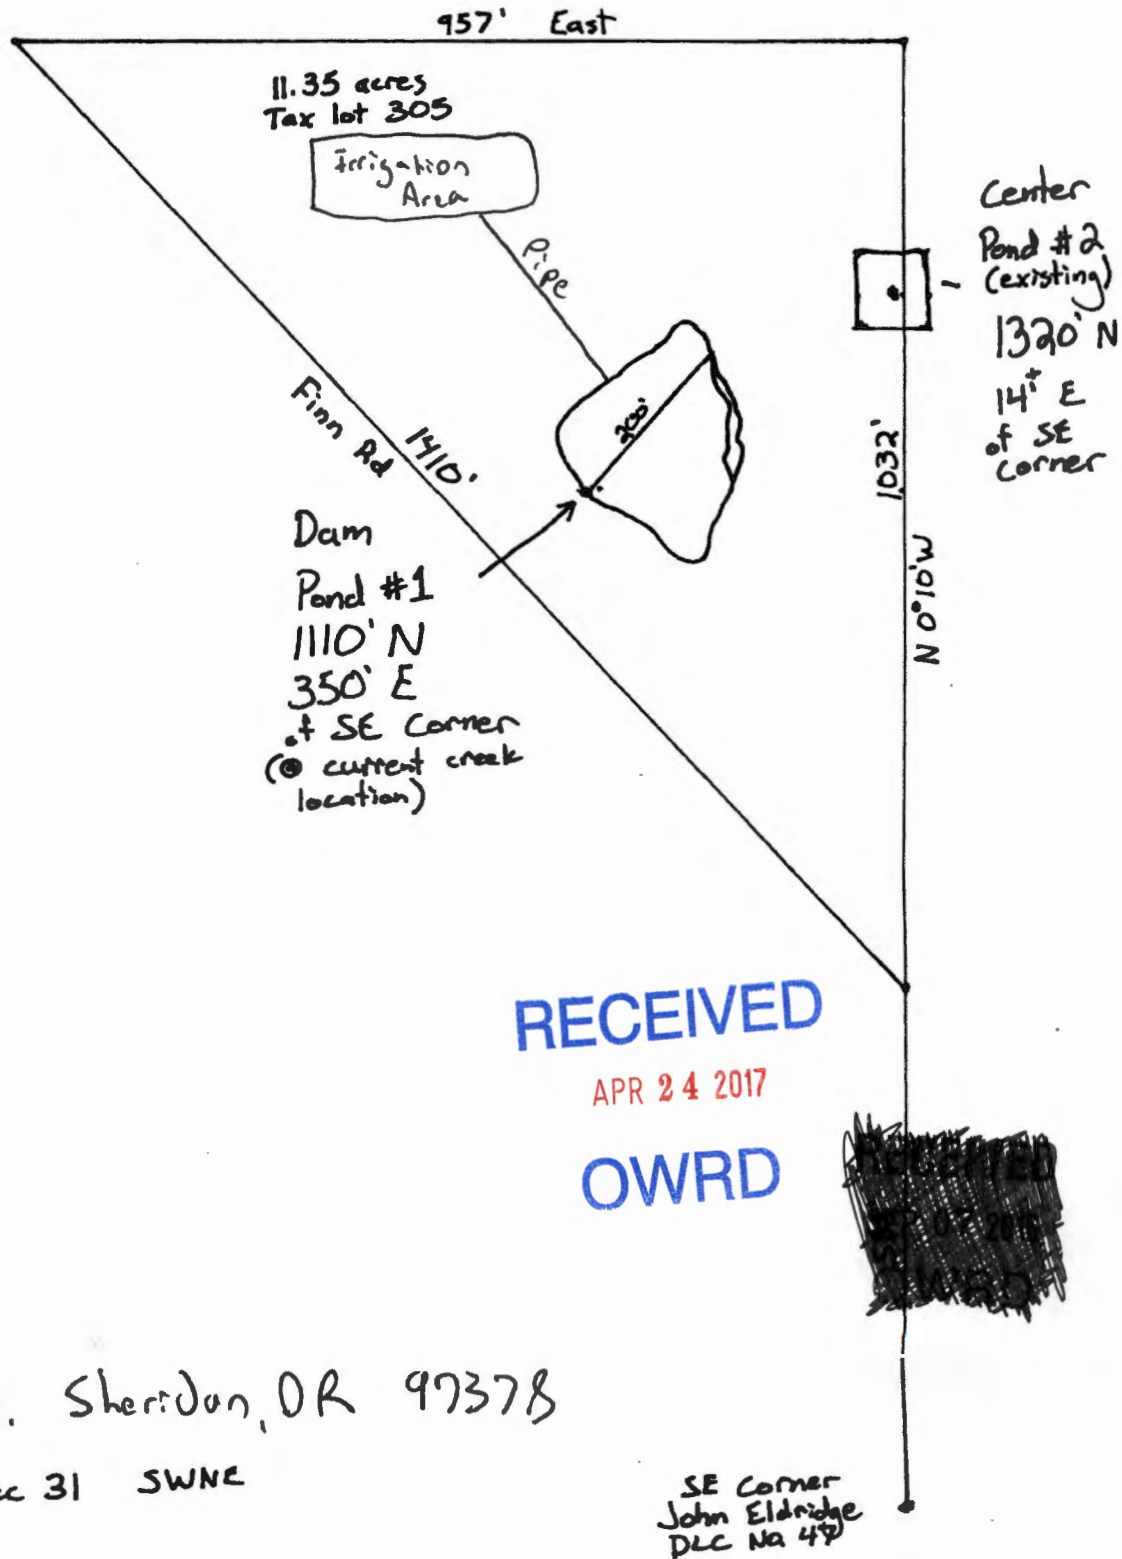 957' East
11.35 acres
Tax lot 305
Irrigation
Area
Pipe
Center
Pond #2
(existing)
1320' N
14'± E
of SE
corner
Finn Rd
1410'
200'
1032'
N 0°10'W
Dam
Pond #1
1110' N
350' E
of SE Corner
(@ current creek
location)
RECEIVED
APR 24 2017
OWRD
RECEIVED
OWRD
Sheridan, OR 97378
31 SWNE
SE Corner
John Eldridge
DLC No.